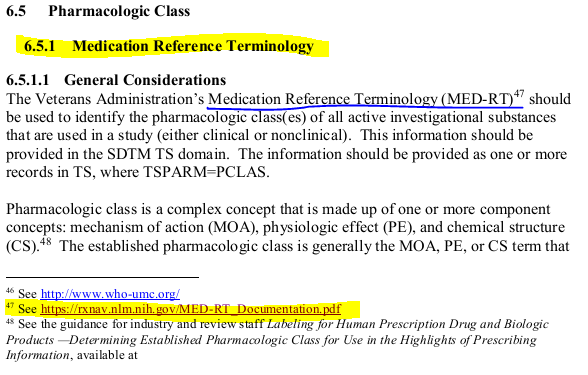 6.5 Pharmacologic Class
6.5.1 Medication Reference Terminology
6.5.1.1 General Considerations
The Veterans Administration’s Medication Reference Terminology (MED-RT)47 should
be used to identify the pharmacologic class(es) of all active investigational substances
that are used in a study (either clinical or nonclinical). This information should be
provided in the SDTM TS domain. The information should be provided as one or more
records in TS, where TSPARM=PCLAS.
Pharmacologic class is a complex concept that is made up of one or more component
concepts: mechanism of action (MOA), physiologic effect (PE), and chemical structure
(CS).48 The established pharmacologic class is generally the MOA, PE, or CS term that
46 See http://www.who-umc.org/
47 See https://rxnav.nlm.nih.gov/MED-RT_Documentation.pdf
48 See the guidance for industry and review staff Labeling for Human Prescription Drug and Biologic
Products —Determining Established Pharmacologic Class for Use in the Highlights of Prescribing
Information, available at